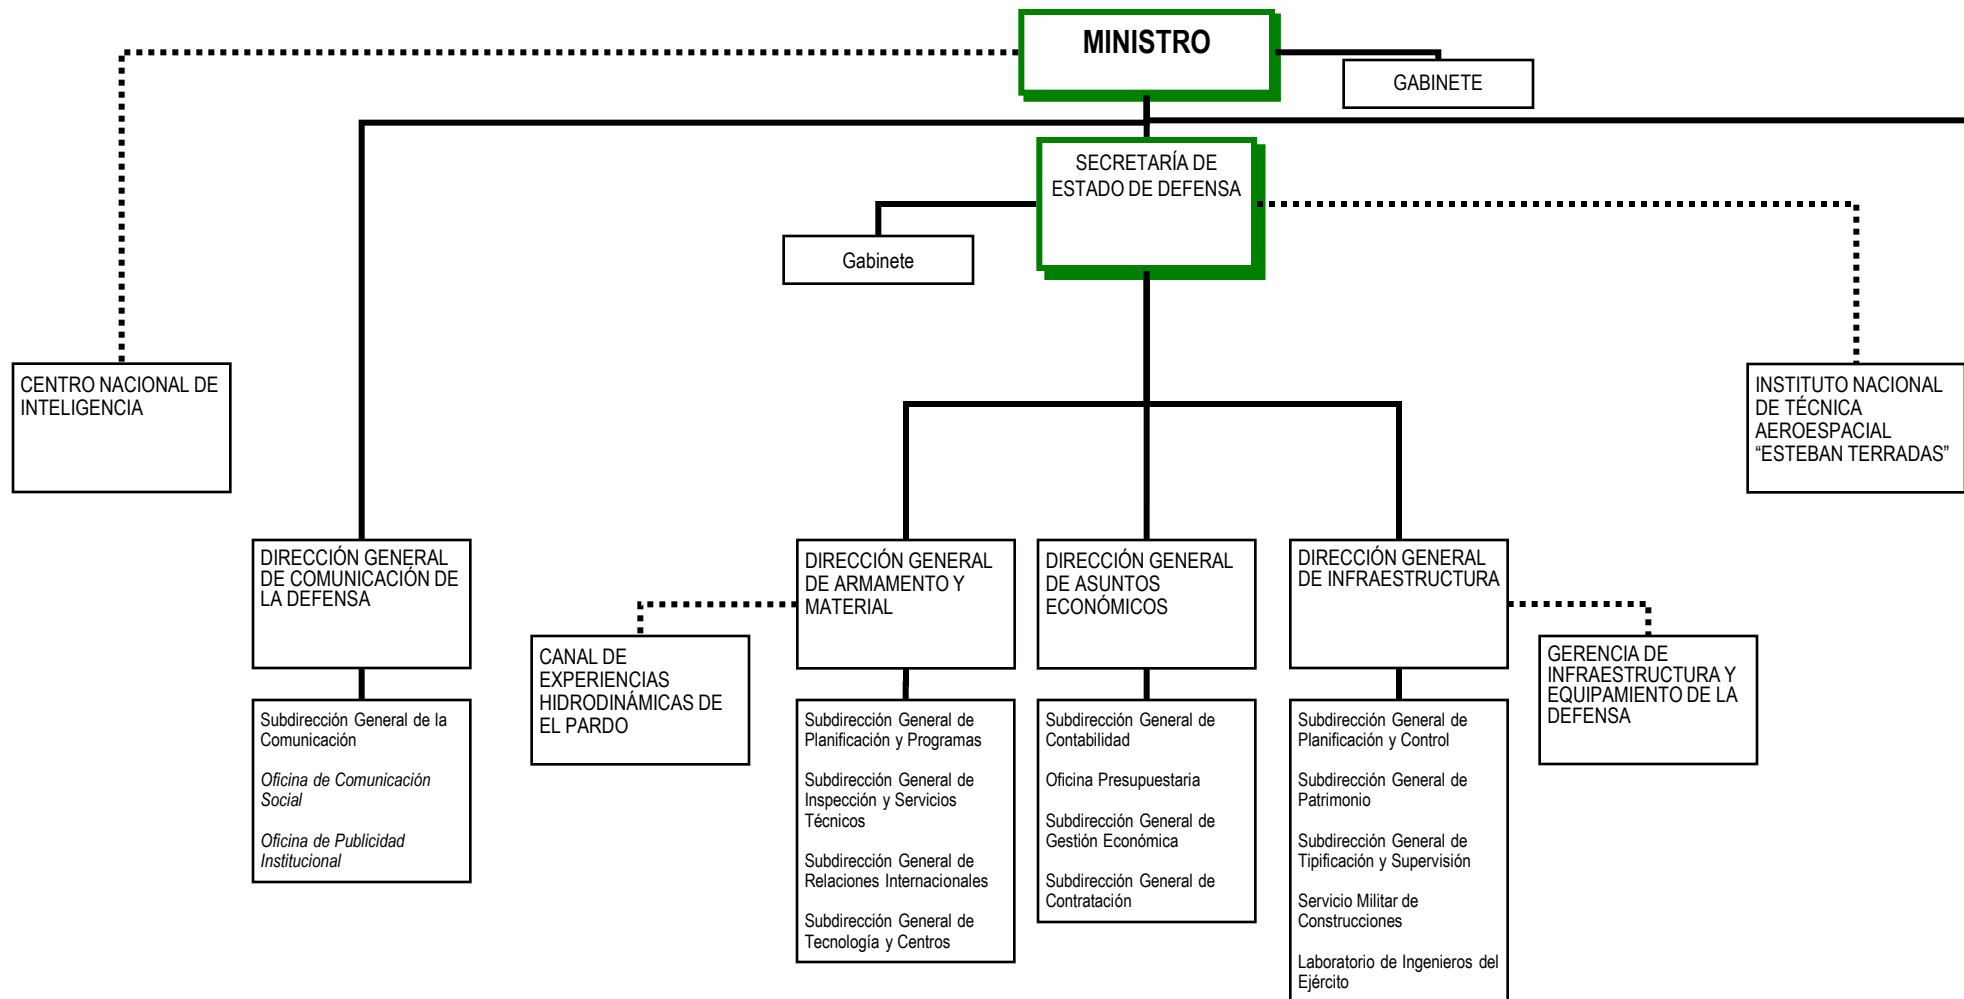 MINISTRO
GABINETE
SECRETARÍA DE
ESTADO DE DEFENSA
Gabinete
CENTRO NACIONAL DE
INTELIGENCIA
INSTITUTO NACIONAL
DE TÉCNICA
AEROESPACIAL
“ESTEBAN TERRADAS”
DIRECCIÓN GENERAL
DE COMUNICACIÓN DE
LA DEFENSA
DIRECCIÓN GENERAL
DE ARMAMENTO Y
MATERIAL
DIRECCIÓN GENERAL
DE ASUNTOS
ECONÓMICOS
DIRECCIÓN GENERAL
DE INFRAESTRUCTURA
CANAL DE
EXPERIENCIAS
HIDRODINÁMICAS DE
EL PARDO
GERENCIA DE
INFRAESTRUCTURA Y
EQUIPAMIENTO DE LA
DEFENSA
Subdirección General de la
Comunicación
Oficina de Comunicación
Social
Oficina de Publicidad
Institucional
Subdirección General de
Planificación y Programas
Subdirección General de
Inspección y Servicios
Técnicos
Subdirección General de
Relaciones Internacionales
Subdirección General de
Tecnología y Centros
Subdirección General de
Contabilidad
Oficina Presupuestaria
Subdirección General de
Gestión Económica
Subdirección General de
Contratación
Subdirección General de
Planificación y Control
Subdirección General de
Patrimonio
Subdirección General de
Tipificación y Supervisión
Servicio Militar de
Construcciones
Laboratorio de Ingenieros del
Ejército